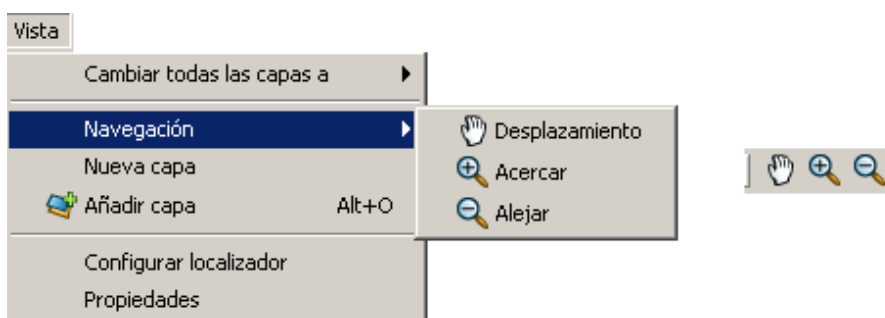 Vista
Cambiar todas las capas a
Navegación
Nueva capa
Añadir capa Alt+O
Configurar localizador
Propiedades
Desplazamiento
Acercar
Alejar